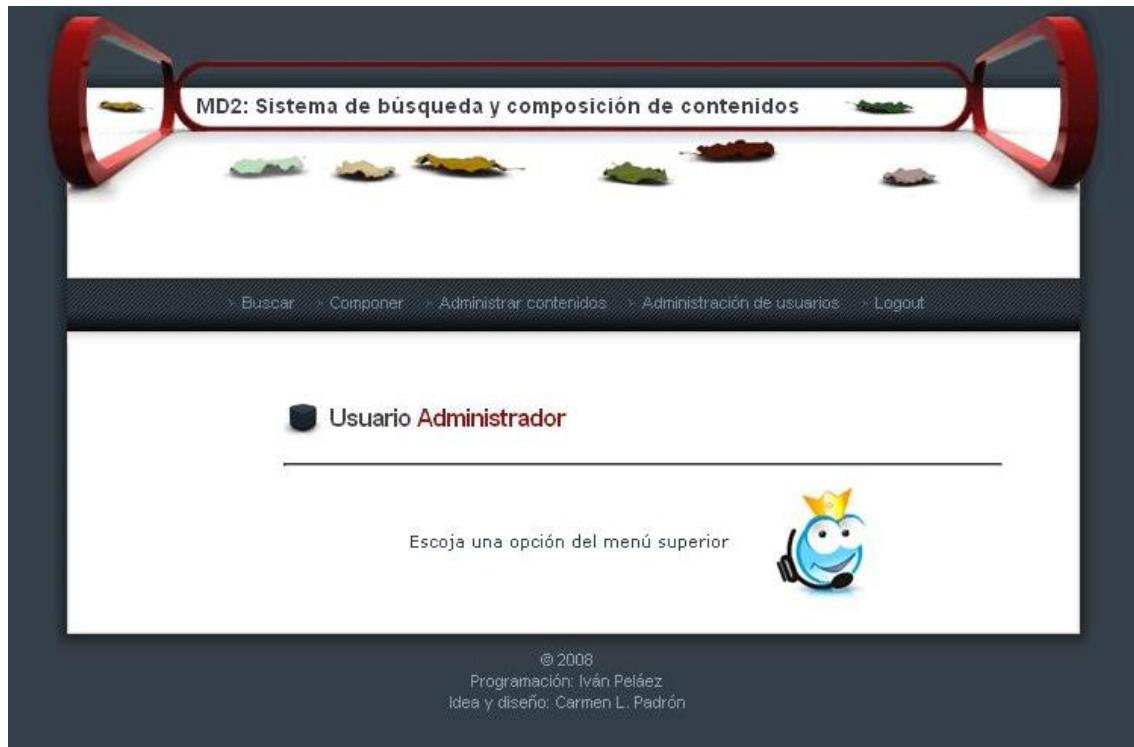 MD2: Sistema de búsqueda y composición de contenidos
Buscar Componer Administrar contenidos Administración de usuarios Logout
Usuario Administrador
Escoja una opción del menú superior
© 2008
Programación: Iván Peláez
Idea y diseño: Carmen L. Padrón